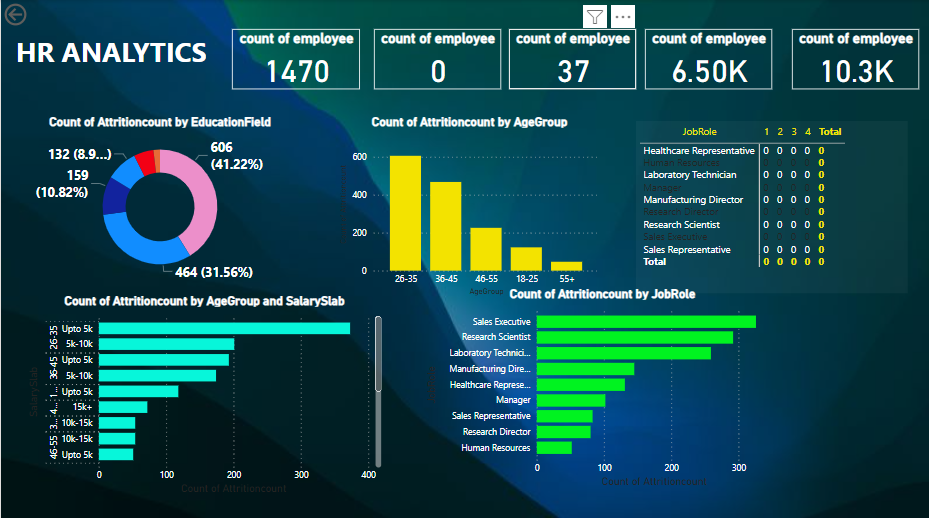 HR ANALYTICS
count of employee
1470
count of employee
0
count of employee
37
count of employee
6.50K
count of employee
10.3K
Count of Attritioncount by EducationField
606
(41.22%)
132 (8.9...)
159
(10.82%)
464 (31.56%)
Count of Attritioncount by AgeGroup
600
400
200
0
26-35 36-45 46-55 18-25 55+
AgeGroup
JobRole 1 2 3 4 Total
Healthcare Representative 0 0 0 0 0
Human Resources 0 0 0 0 0
Laboratory Technician 0 0 0 0 0
Manager 0 0 0 0 0
Manufacturing Director 0 0 0 0 0
Research Director 0 0 0 0 0
Research Scientist 0 0 0 0 0
Sales Executive 0 0 0 0 0
Sales Representative 0 0 0 0 0
Total 0 0 0 0 0
Count of Attritioncount by AgeGroup and SalarySlab
SalarySlab
26-35 Upto 5k
5k-10k
36-45 Upto 5k
5k-10k
1... Upto 5k
4... 15k+
3... 10k-15k
46-55 10k-15k
Upto 5k
0 100 200 300 400
Count of Attritioncount
Count of Attritioncount by JobRole
Sales Executive
Research Scientist
Laboratory Technici...
Manufacturing Dire...
Healthcare Represe...
Manager
Sales Representative
Research Director
Human Resources
0 100 200 300
Count of Attritioncount